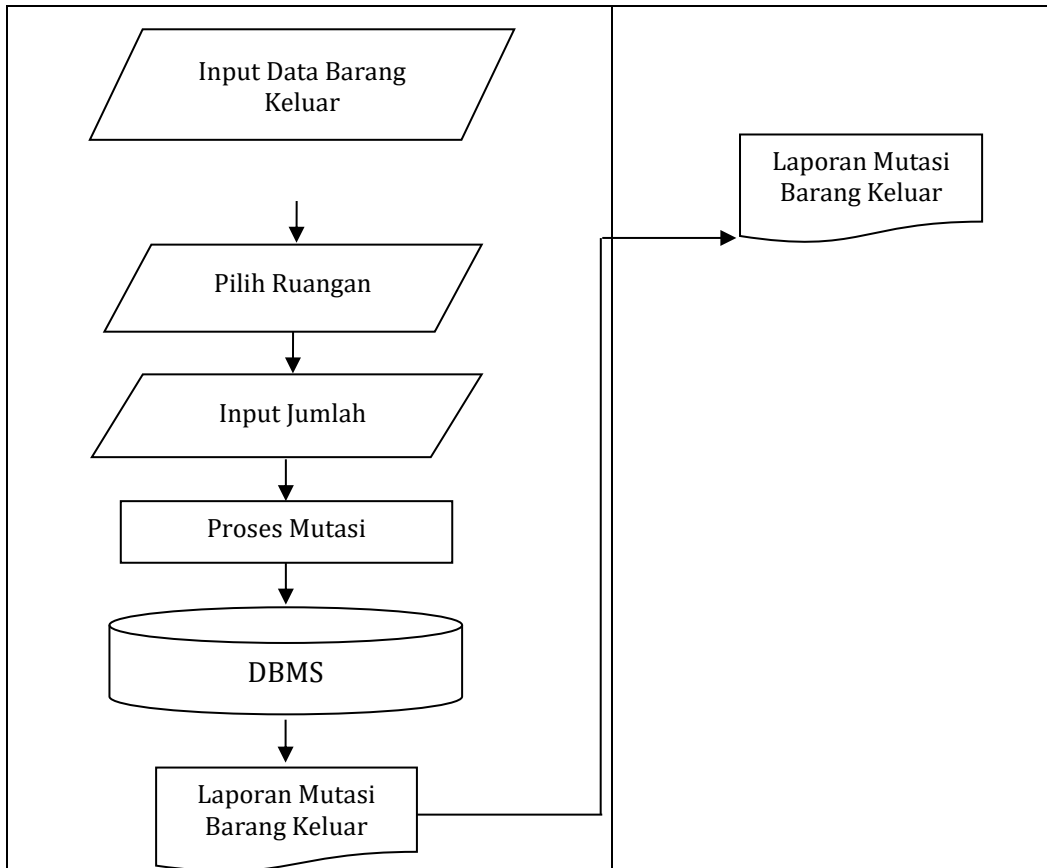 Input Data Barang
Keluar
Pilih Ruangan
Input Jumlah
Proses Mutasi
DBMS
Laporan Mutasi
Barang Keluar
Laporan Mutasi
Barang Keluar